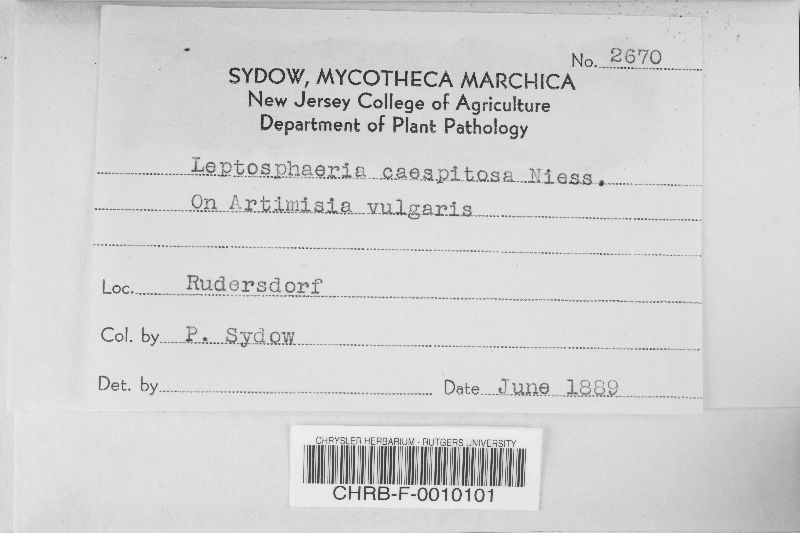 No. 2670
SYDOW, MYCOTHECA MARCHICA
New Jersey College of Agriculture
Department of Plant Pathology
Leptosphaeria caespitosa Niess.
On Artimisia vulgaris
Loc. Rudersdorf
Col. by P. Sydow
Det. by Date June 1889
CHRYSLER HERBARIUM - RUTGERS UNIVERSITY
CHRB-F-0010101